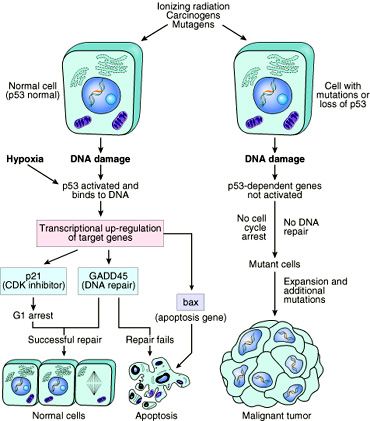 Ionizing radiation
Carcinogens
Mutagens
Normal cell
(p53 normal)
Cell with
mutations or
loss of p53
Hypoxia
DNA damage
DNA damage
p53 activated and
binds to DNA
p53-dependent genes
not activated
Transcriptional up-regulation
of target genes
No cell
cycle
arrest
No DNA
repair
p21
(CDK inhibitor)
GADD45
(DNA repair)
bax
(apoptosis gene)
Mutant cells
G1 arrest
Expansion and
additional
mutations
Successful repair
Repair fails
Normal cells
Apoptosis
Malignant tumor